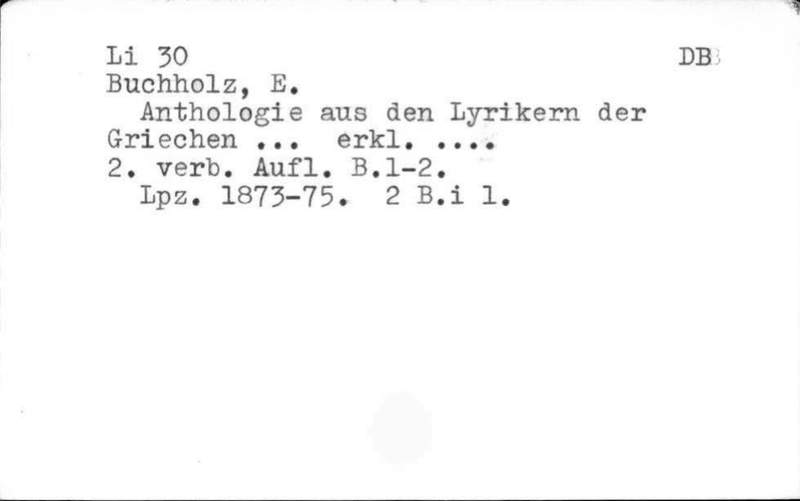 Li 30 DB
Buchholz, E.
Anthologie aus den Lyrikern der
Griechen ... erkl. ....
2. verb. Aufl. B.1-2.
Lpz. 1873-75. 2 B.i 1.